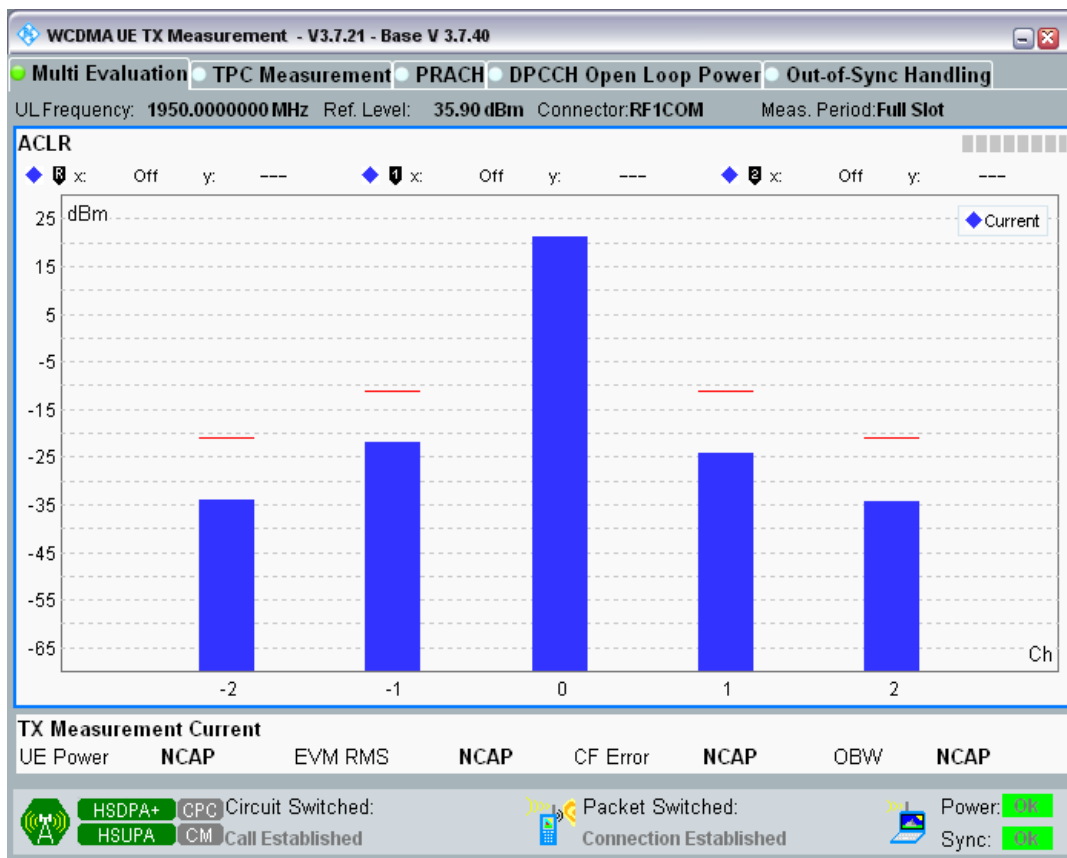 WCDMA UE TX Measurement - V3.7.21 - Base V 3.7.40
Multi Evaluation TPC Measurement PRACH DPCCH Open Loop Power Out-of-Sync Handling
UL Frequency: 1950.0000000 MHz Ref. Level: 35.90 dBm Connector:RF1COM Meas. Period:Full Slot
ACLR
R x: Off y: --- 1 x: Off y: --- 2 x: Off y: ---
dBm
Current
25
15
5
-5
-15
-25
-35
-45
-55
-65
Ch
-2 -1 0 1 2
TX Measurement Current
UE Power NCAP EVM RMS NCAP CF Error NCAP OBW NCAP
HSDPA+ CPC Circuit Switched: Packet Switched: Power: Ok
HSUPA CM Call Established Connection Established Sync: Ok